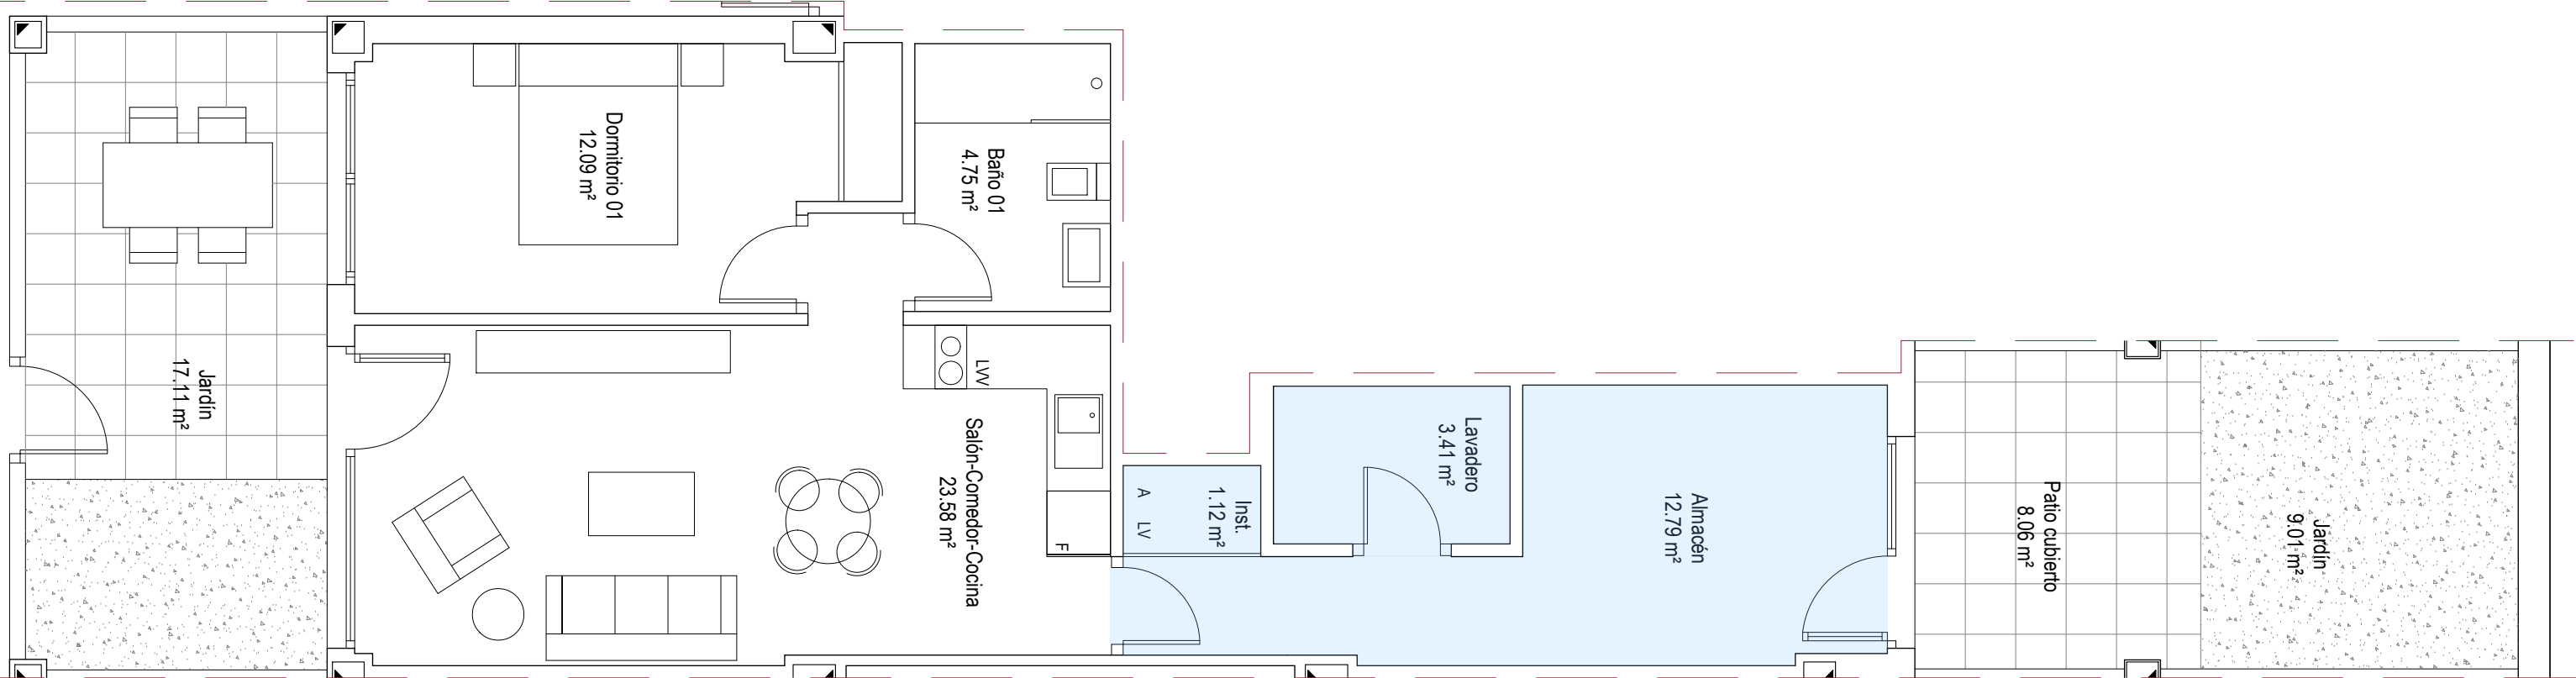 Jardín
17.11 m²
Dormitorio 01
12.09 m²
Baño 01
4.75 m²
LVV
Salón-Comedor-Cocina
23.58 m²
F
A LV
Inst.
1.12 m²
Lavadero
3.41 m²
Almacén
12.79 m²
Patio cubierto
8.06 m²
Jardín
9.01 m²